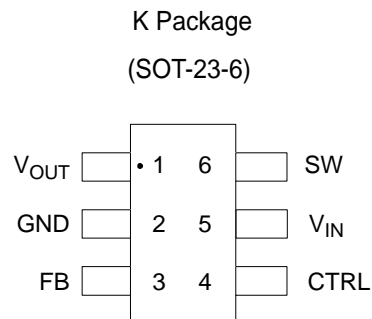 K Package
(SOT-23-6)
VOUT 1 6 SW
GND 2 5 VIN
FB 3 4 CTRL